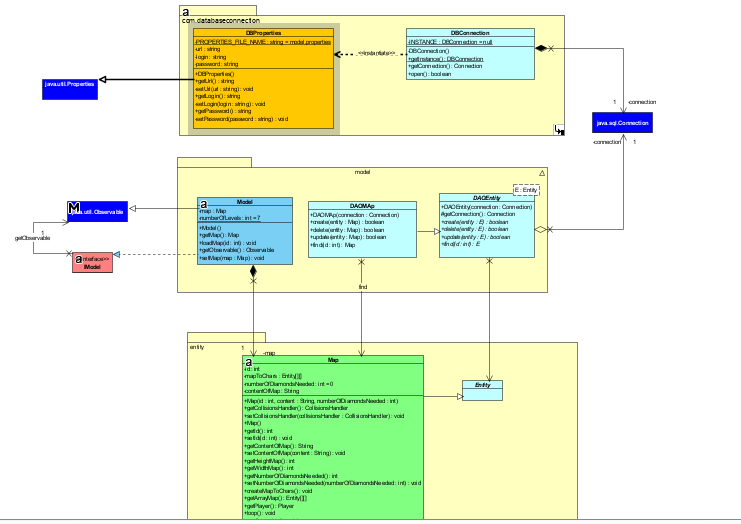 a
com.databaseconnection
DBProperties
-PROPERTIES_FILE_NAME : string = model.properties
-url : string
-login : string
-password : string
+DBProperties()
+getUrl() : string
-setUrl(url : string) : void
+getLogin() : string
-setLogin(login : string) : void
+getPassword() : string
-setPassword(password : string) : void
<<Instantiate>>
DBConnection
-INSTANCE : DBConnection = null
-DBConnection()
+getInstance() : DBConnection
+getConnection() : Connection
+open() : boolean
java.util.Properties
1
-connection
java.sql.Connection
-connection
1
model
M
java.util.Observable
1
getObservable
a
IModel
a
Model
-map : Map
-numberOfLevels : int = 7
+Model()
+getMap() : Map
+loadMap(id : int) : void
+getObservable() : Observable
+setMap(map : Map) : void
DAOMAp
+DAOMAp(connection : Connection)
+create(entity : Map) : boolean
+delete(entity : Map) : boolean
+update(entity : Map) : boolean
+find(id : int) : Map
E : Entity
DAOEntity
+DAOEntity(connection : Connection)
#getConnection() : Connection
+create(entity : E) : boolean
+delete(entity : E) : boolean
+update(entity : E) : boolean
+find(id : int) : E
find
entity
1
-map
a
Map
-id : int
-mapToChars : Entity[][]
-numberOfDiamondsNeeded : int = 0
-contentOfMap : String
+Map(id : int, content : String, numberOfDiamondsNeeded : int)
+getCollisionsHandler() : CollisionsHandler
+setCollisionsHandler(collisionsHandler : CollisionsHandler) : void
+Map()
+getId() : int
+setId(id : int) : void
+getContentOfMap() : String
+setContentOfMap(content : String) : void
+getHeightMap() : int
+getWidthMap() : int
+getNumberOfDiamondsNeeded() : int
+setNumberOfDiamondsNeeded(numberOfDiamondsNeeded : int) : void
+createMapToChars() : void
+getArrayMap() : Entity[][]
+getPlayer() : Player
+loop() : void
Entity